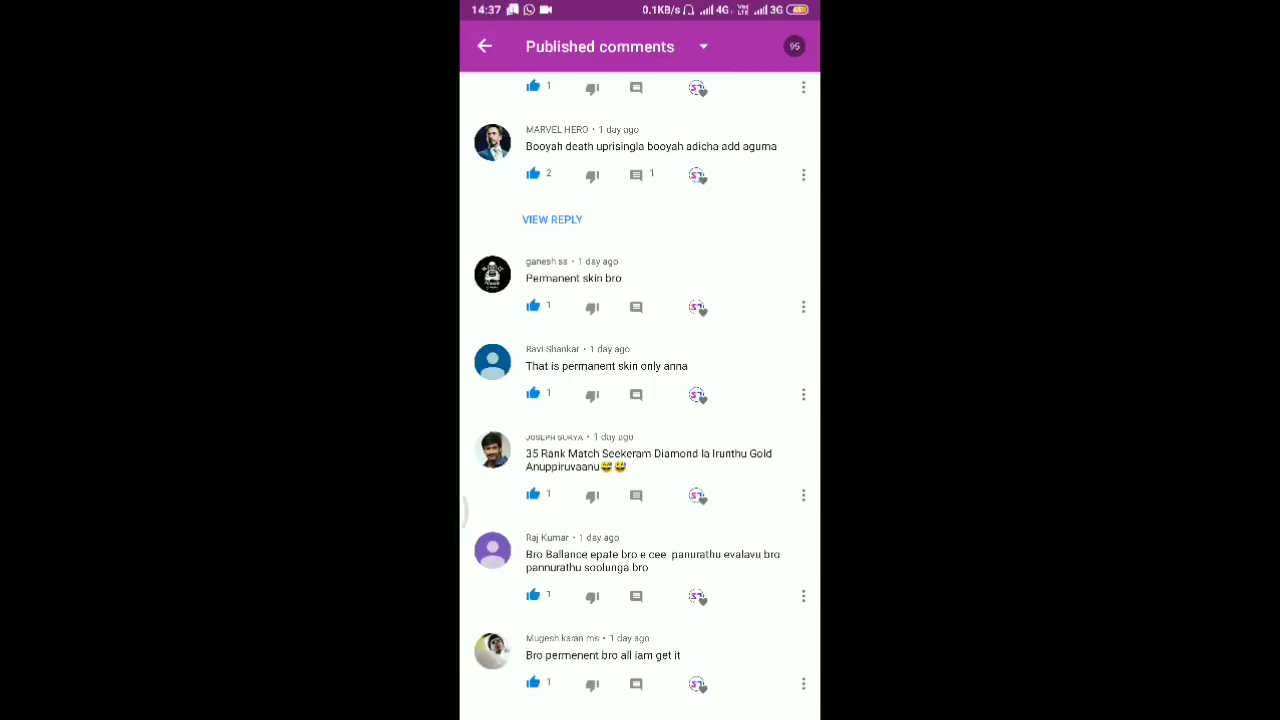 14:37 0.1KB/s 4G VoLTE 3G
Published comments 95
1
MARVEL HERO • 1 day ago
Booyah death uprisingla booyah adicha add aguma
2 1
VIEW REPLY
ganesh ss • 1 day ago
Permanent skin bro
1
Ravi Shankar • 1 day ago
That is permanent skin only anna
1
JOSEPH SURYA • 1 day ago
35 Rank Match Seekeram Diamond la Irunthu Gold
Anuppiruvaanu😅😃
1
Raj Kumar • 1 day ago
Bro Ballance epate bro e cee panurathu evalavu bro
pannurathu soolunga bro
1
Mugesh karan ms • 1 day ago
Bro permenent bro all iam get it
1